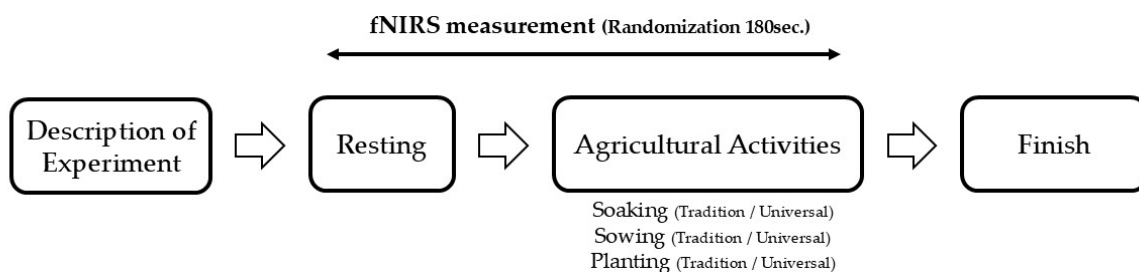 fNIRS measurement (Randomization 180sec.)
Description of
Experiment
Resting
Agricultural Activities
Finish
Soaking (Tradition / Universal)
Sowing (Tradition / Universal)
Planting (Tradition / Universal)